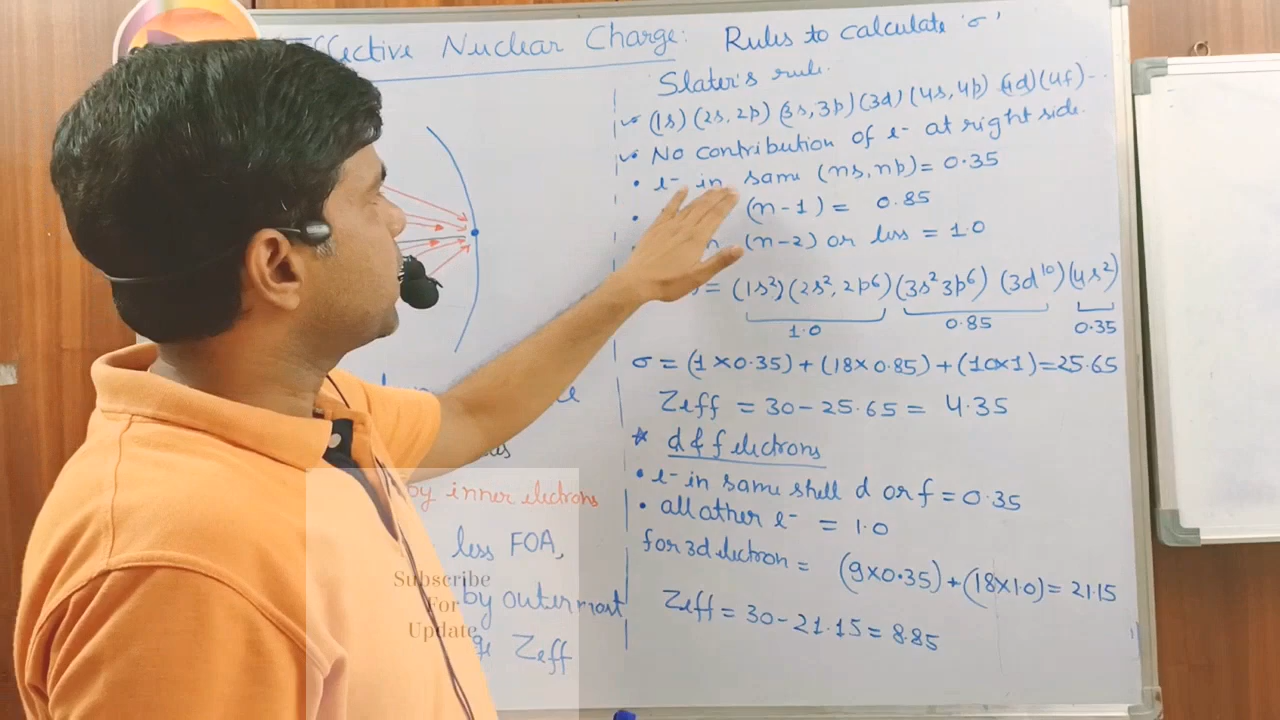 Effective Nuclear Charge: Rules to calculate 'σ'
Slater's rule.
(1s) (2s, 2p) (3s, 3p) (3d) (4s, 4p) (4d) (4f) - -
No contribution of e- at right side.
• e- in same (ns, np) = 0.35
• (n-1) = 0.85
(n-2) or less = 1.0
= (1s²) (2s², 2p⁶) (3s² 3p⁶) (3d¹⁰) (4s²)
1.0 0.85 0.35
σ = (1 × 0.35) + (18 × 0.85) + (10×1) = 25.65
Zeff = 30 - 25.65 = 4.35
* d & f electrons
• e- in same shell d or f = 0.35
• all other e- = 1.0
for 3d electron = (9×0.35) + (18×1.0) = 21.15
Zeff = 30 - 21.15 = 8.85
by inner electrons
less FOA,
by outermost
Zeff
Subscribe
For
Update